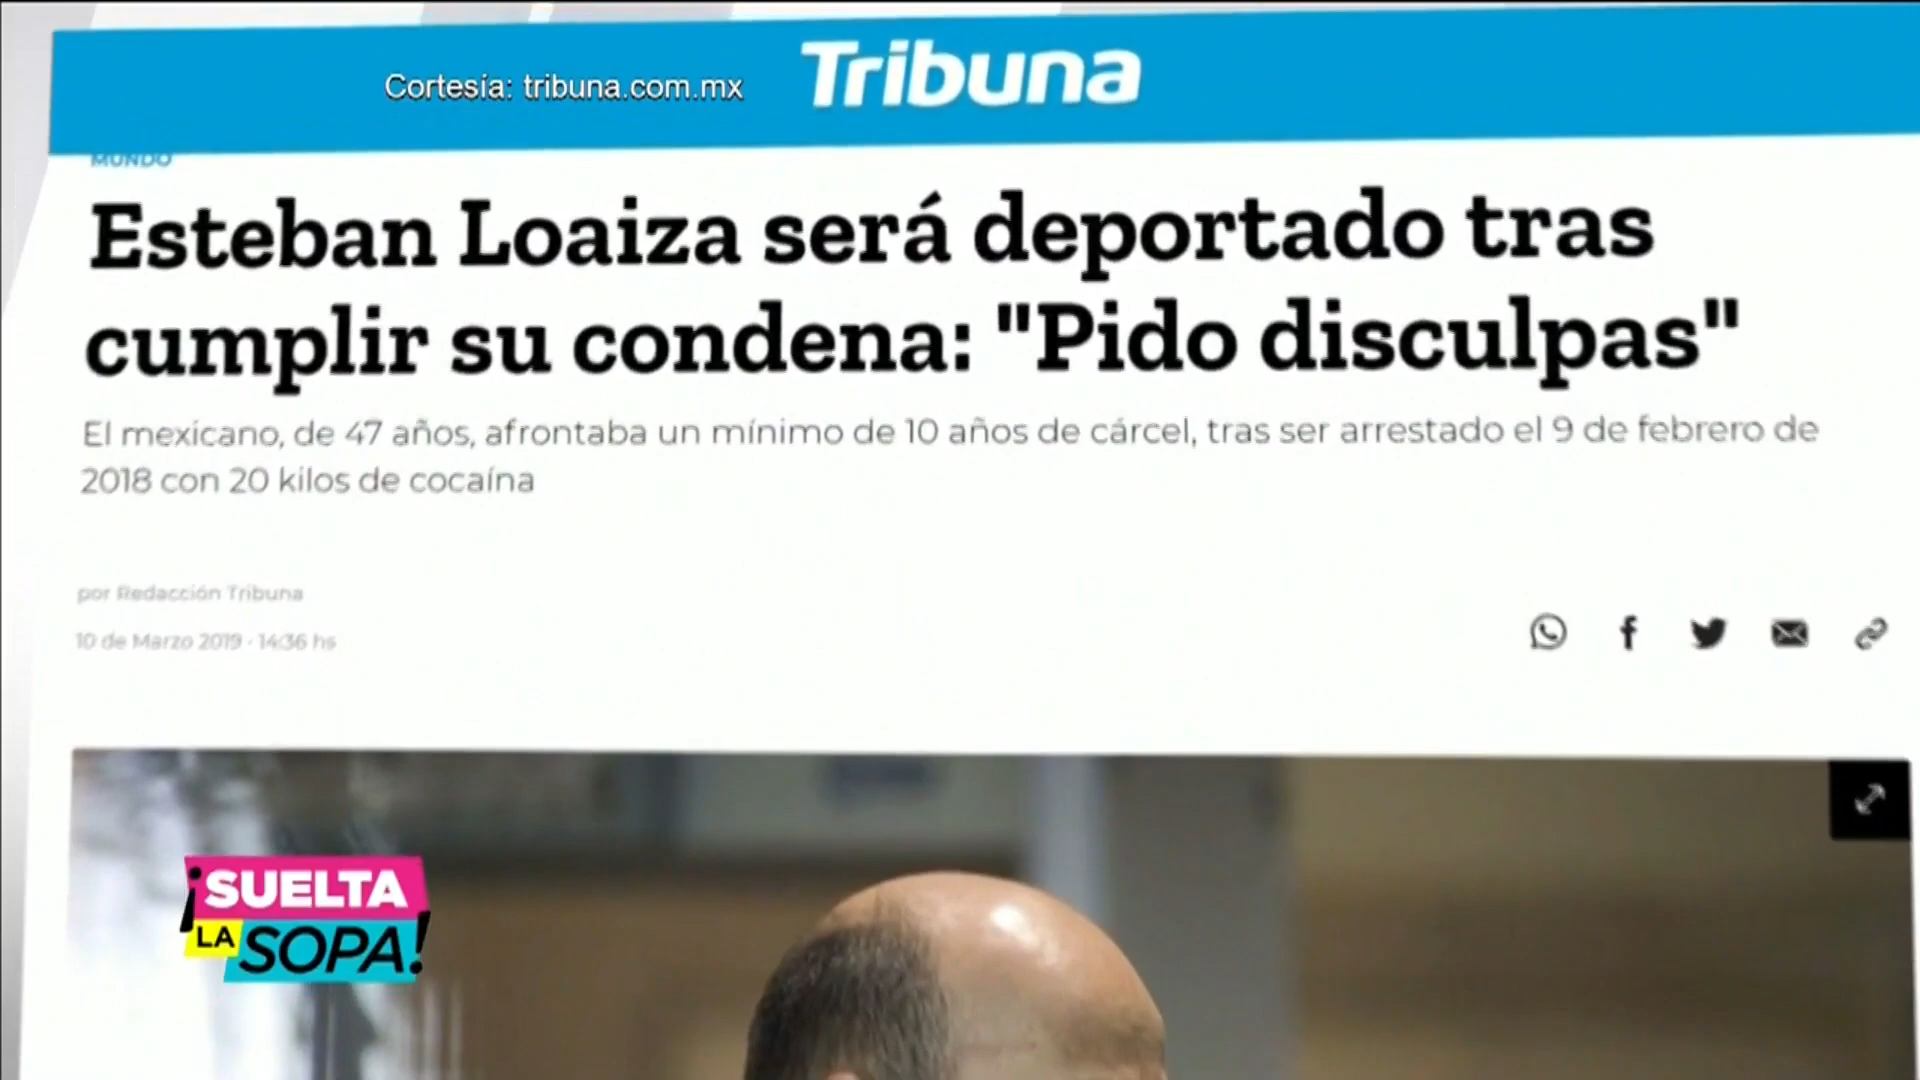 Cortesía: tribuna.com.mx
Tribuna
MUNDO
Esteban Loaiza será deportado tras
cumplir su condena: "Pido disculpas"
El mexicano, de 47 años, afrontaba un mínimo de 10 años de cárcel, tras ser arrestado el 9 de febrero de
2018 con 20 kilos de cocaína
por Redacción Tribuna
10 de Marzo 2019 · 14:36 hs
¡SUELTA
LA SOPA!